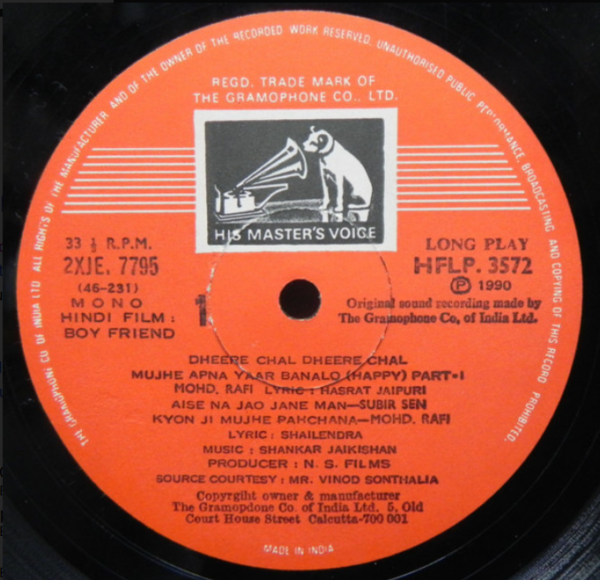 THE GRAMOPHONE CO OF INDIA LTD ALL RIGHTS OF THE MANUFACTURER AND OF THE OWNER OF THE RECORDED WORK RESERVED. UNAUTHORISED PUBLIC PERFORMANCE, BROADCASTING AND COPYING OF THIS RECORD PROHIBITED.
REGD. TRADE MARK OF
THE GRAMOPHONE CO., LTD.
HIS MASTER'S VOICE
33 ⅓ R.P.M.
2XJE. 7795
(46-231)
MONO
HINDI FILM :
BOY FRIEND
1
LONG PLAY
HFLP. 3572
Ⓟ 1990
Original sound recording made by
The Gramophone Co, of India Ltd.
DHEERE CHAL DHEERE CHAL
MUJHE APNA YAAR BANALO (HAPPY) PART-I
MOHD. RAFI LYRIC : HASRAT JAIPURI
AISE NA JAO JANE MAN—SUBIR SEN
KYON JI MUJHE PAHCHANA—MOHD. RAFI
LYRIC : SHAILENDRA
MUSIC : SHANKAR JAIKISHAN
PRODUCER : N. S. FILMS
SOURCE COURTESY : MR. VINOD SONTHALIA
Copyrgiht owner & manufacturer
The Gramopdone Co. of India Ltd. 5, Old
Court House Street Calcutta-700 001
MADE IN INDIA